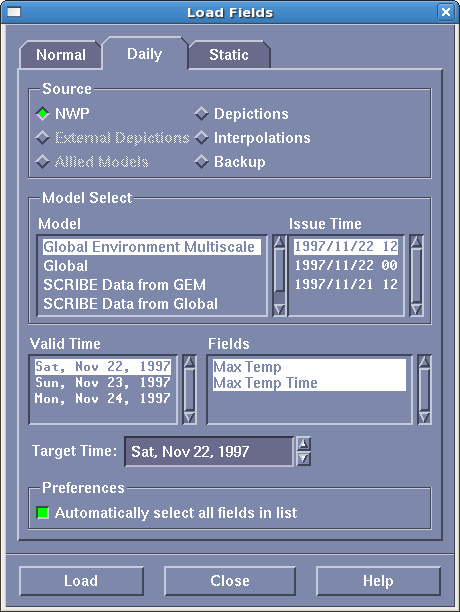 Load Fields
Normal Daily Static
Source
NWP Depictions
External Depictions Interpolations
Allied Models Backup
Model Select
Model Issue Time
Global Environment Multiscale 1997/11/22 12
Global 1997/11/22 00
SCRIBE Data from GEM 1997/11/21 12
SCRIBE Data from Global
Valid Time Fields
Sat, Nov 22, 1997 Max Temp
Sun, Nov 23, 1997 Max Temp Time
Mon, Nov 24, 1997
Target Time: Sat, Nov 22, 1997
Preferences
Automatically select all fields in list
Load Close Help